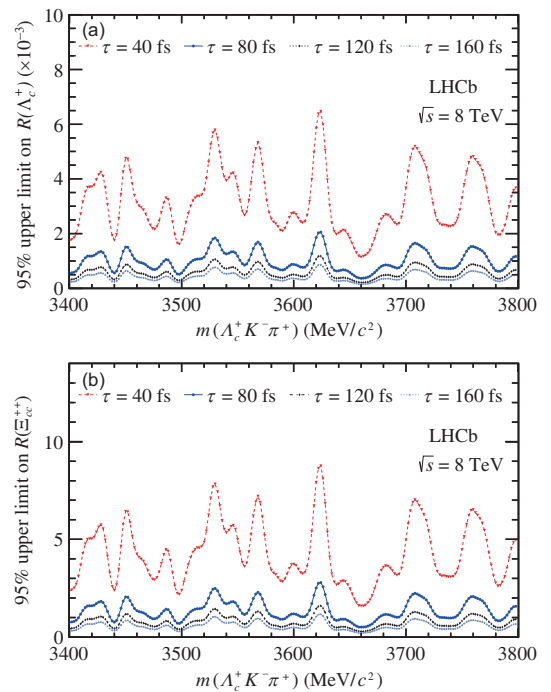 95% upper limit on R(Λc+) (×10−3)
10
8
6
4
2
0
(a)
τ = 40 fs τ = 80 fs τ = 120 fs τ = 160 fs
LHCb
√s = 8 TeV
3400 3500 3600 3700 3800
m(Λc+ K−π+) (MeV/c2)
95% upper limit on R(Ξcc++)
10
5
0
(b)
τ = 40 fs τ = 80 fs τ = 120 fs τ = 160 fs
LHCb
√s = 8 TeV
3400 3500 3600 3700 3800
m(Λc+ K−π+) (MeV/c2)